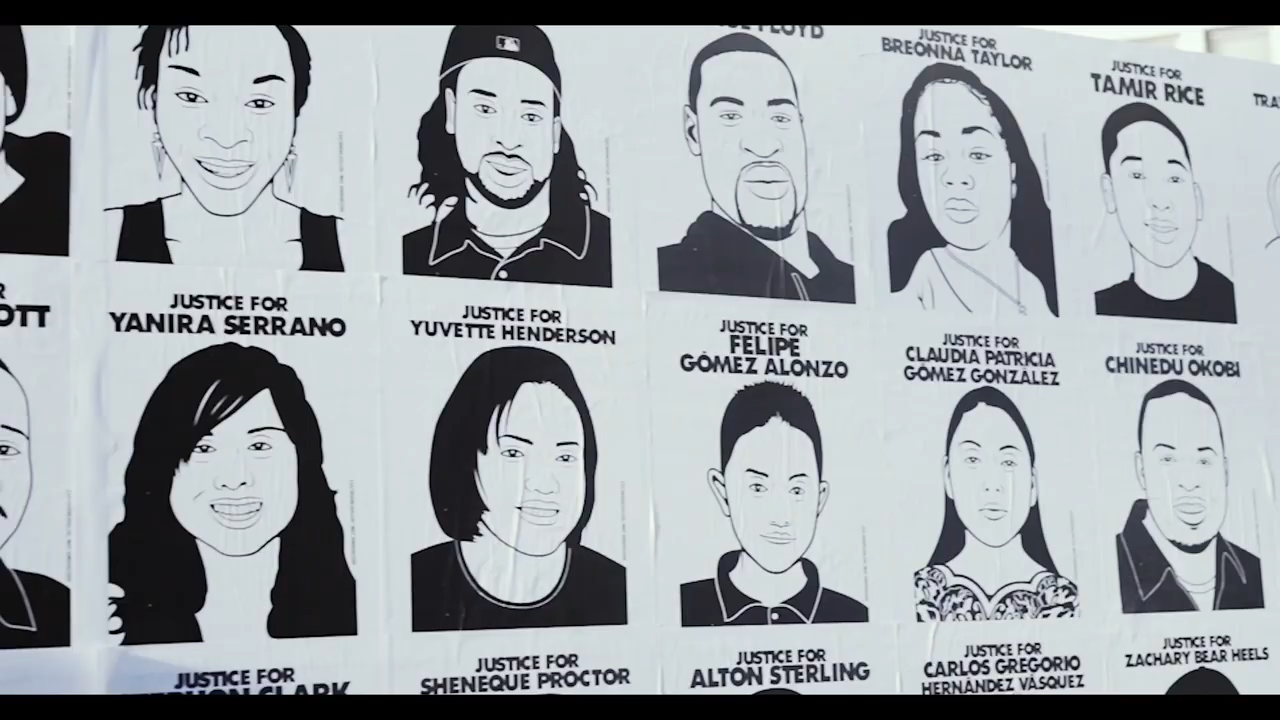 FLOYD
JUSTICE FOR
BREONNA TAYLOR
JUSTICE FOR
TAMIR RICE
JUSTICE FOR
YANIRA SERRANO
JUSTICE FOR
YUVETTE HENDERSON
JUSTICE FOR
FELIPE
GÓMEZ ALONZO
JUSTICE FOR
CLAUDIA PATRICIA
GÓMEZ GONZÁLEZ
JUSTICE FOR
CHINEDU OKOBI
JUSTICE FOR
CLARK
JUSTICE FOR
SHENEQUE PROCTOR
JUSTICE FOR
ALTON STERLING
JUSTICE FOR
CARLOS GREGORIO
HERNÁNDEZ VÁSQUEZ
JUSTICE FOR
ZACHARY BEAR HEELS